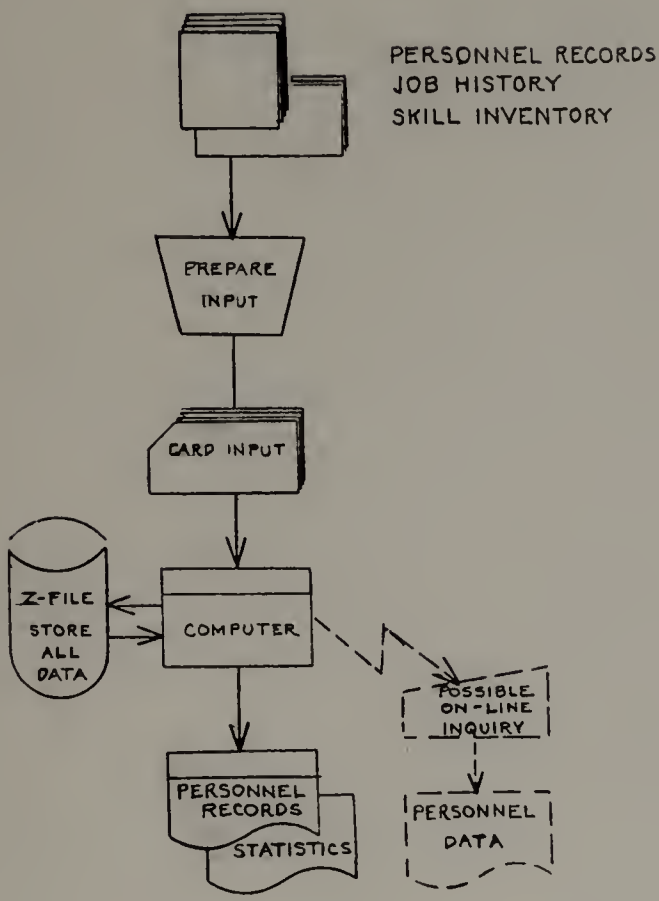 PERSONNEL RECORDS
JOB HISTORY
SKILL INVENTORY
PREPARE
INPUT
CARD INPUT
Z-FILE
STORE
ALL
DATA
COMPUTER
POSSIBLE
ON-LINE
INQUIRY
PERSONNEL
RECORDS
STATISTICS
PERSONNEL
DATA